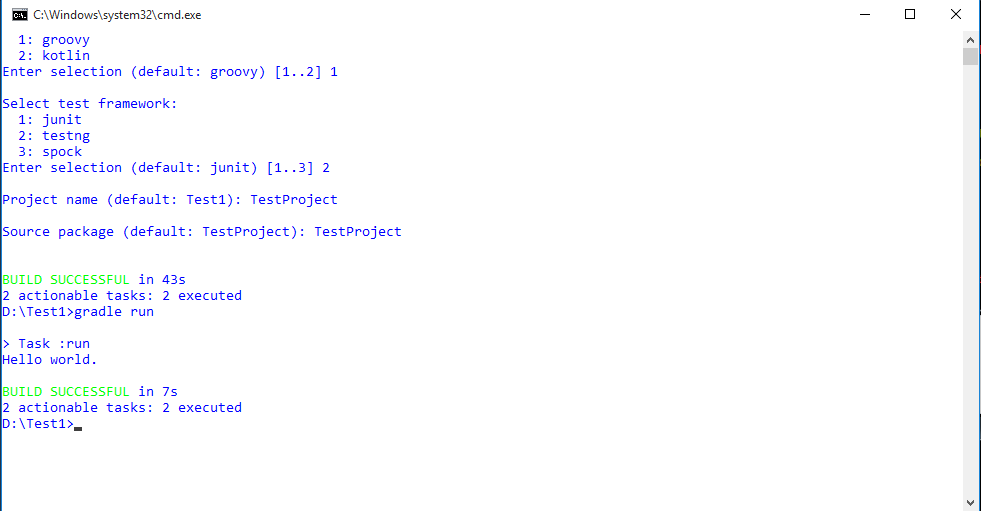 C:\Windows\system32\cmd.exe
1: groovy
2: kotlin
Enter selection (default: groovy) [1..2] 1
Select test framework:
1: junit
2: testng
3: spock
Enter selection (default: junit) [1..3] 2
Project name (default: Test1): TestProject
Source package (default: TestProject): TestProject
BUILD SUCCESSFUL in 43s
2 actionable tasks: 2 executed
D:\Test1>gradle run
> Task :run
Hello world.
BUILD SUCCESSFUL in 7s
2 actionable tasks: 2 executed
D:\Test1>